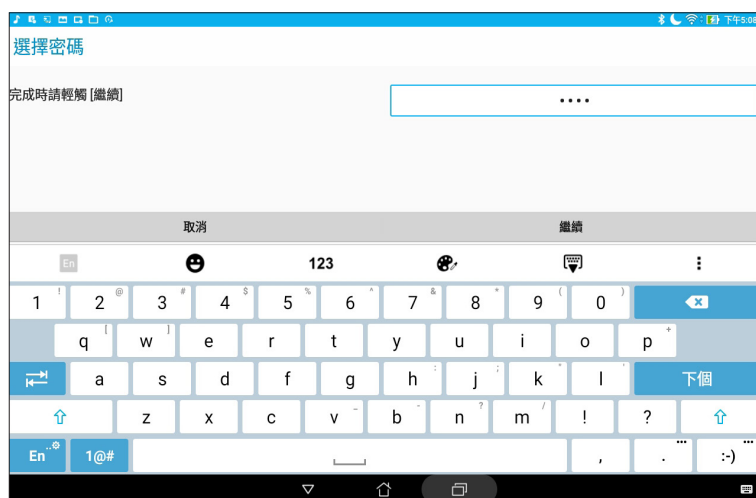 下午5:08
選擇密碼
完成時請輕觸 [繼續]
••••
取消 繼續
En 123
1 ! 2 @ 3 # 4 $ 5 % 6 ^ 7 & 8 * 9 ( 0 )
q [ w ] e r t y u i o p +
a s d f g h : j ; k " l ' 下個
z x c v _ b - n ? m / ! ?
En 1@# , . :-)